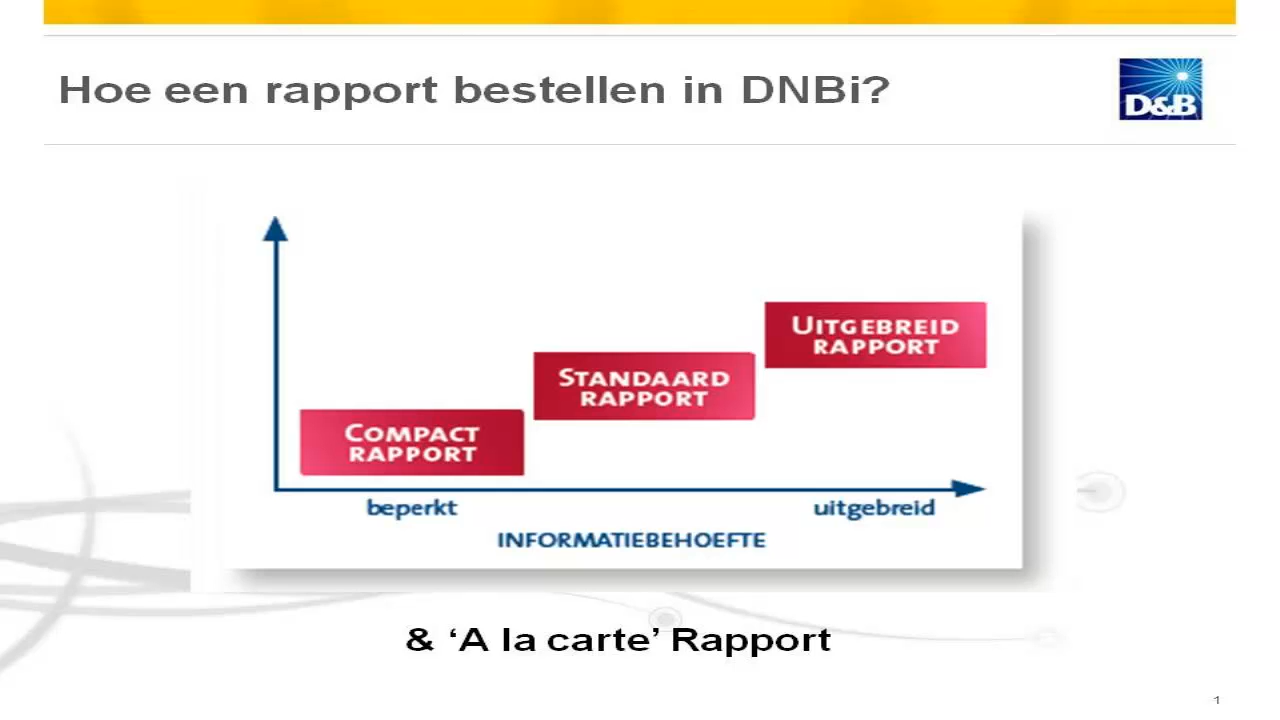 Hoe een rapport bestellen in DNBi?
D&B
UITGEBREID
RAPPORT
STANDAARD
RAPPORT
COMPACT
RAPPORT
beperkt
uitgebreid
INFORMATIEBEHOEFTE
& ‘A la carte’ Rapport
1